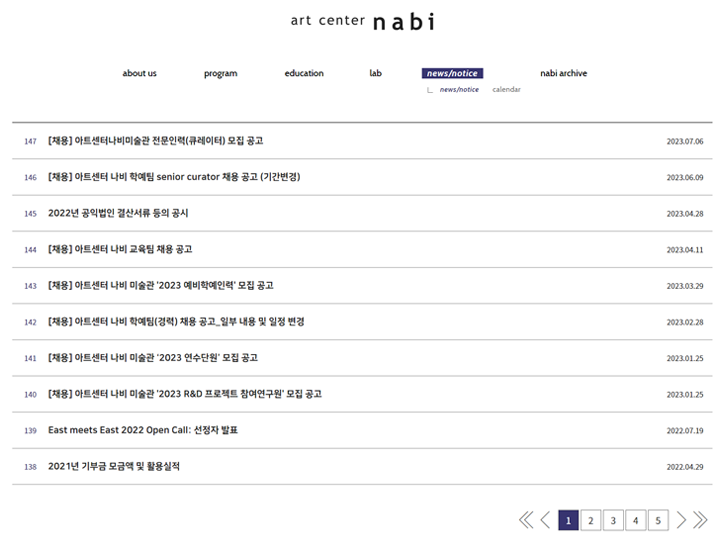 art center nabi
about us program education lab news/notice nabi archive
news/notice calendar
147 [채용] 아트센터나비미술관 전문인력(큐레이터) 모집 공고 2023.07.06
146 [채용] 아트센터 나비 학예팀 senior curator 채용 공고 (기간변경) 2023.06.09
145 2022년 공익법인 결산서류 등의 공시 2023.04.28
144 [채용] 아트센터 나비 교육팀 채용 공고 2023.04.11
143 [채용] 아트센터 나비 미술관 '2023 예비학예인력' 모집 공고 2023.03.29
142 [채용] 아트센터 나비 학예팀(경력) 채용 공고_일부 내용 및 일정 변경 2023.02.28
141 [채용] 아트센터 나비 미술관 '2023 연수단원' 모집 공고 2023.01.25
140 [채용] 아트센터 나비 미술관 '2023 R&D 프로젝트 참여연구원' 모집 공고 2023.01.25
139 East meets East 2022 Open Call: 선정자 발표 2022.07.19
138 2021년 기부금 모금액 및 활용실적 2022.04.29
1 2 3 4 5